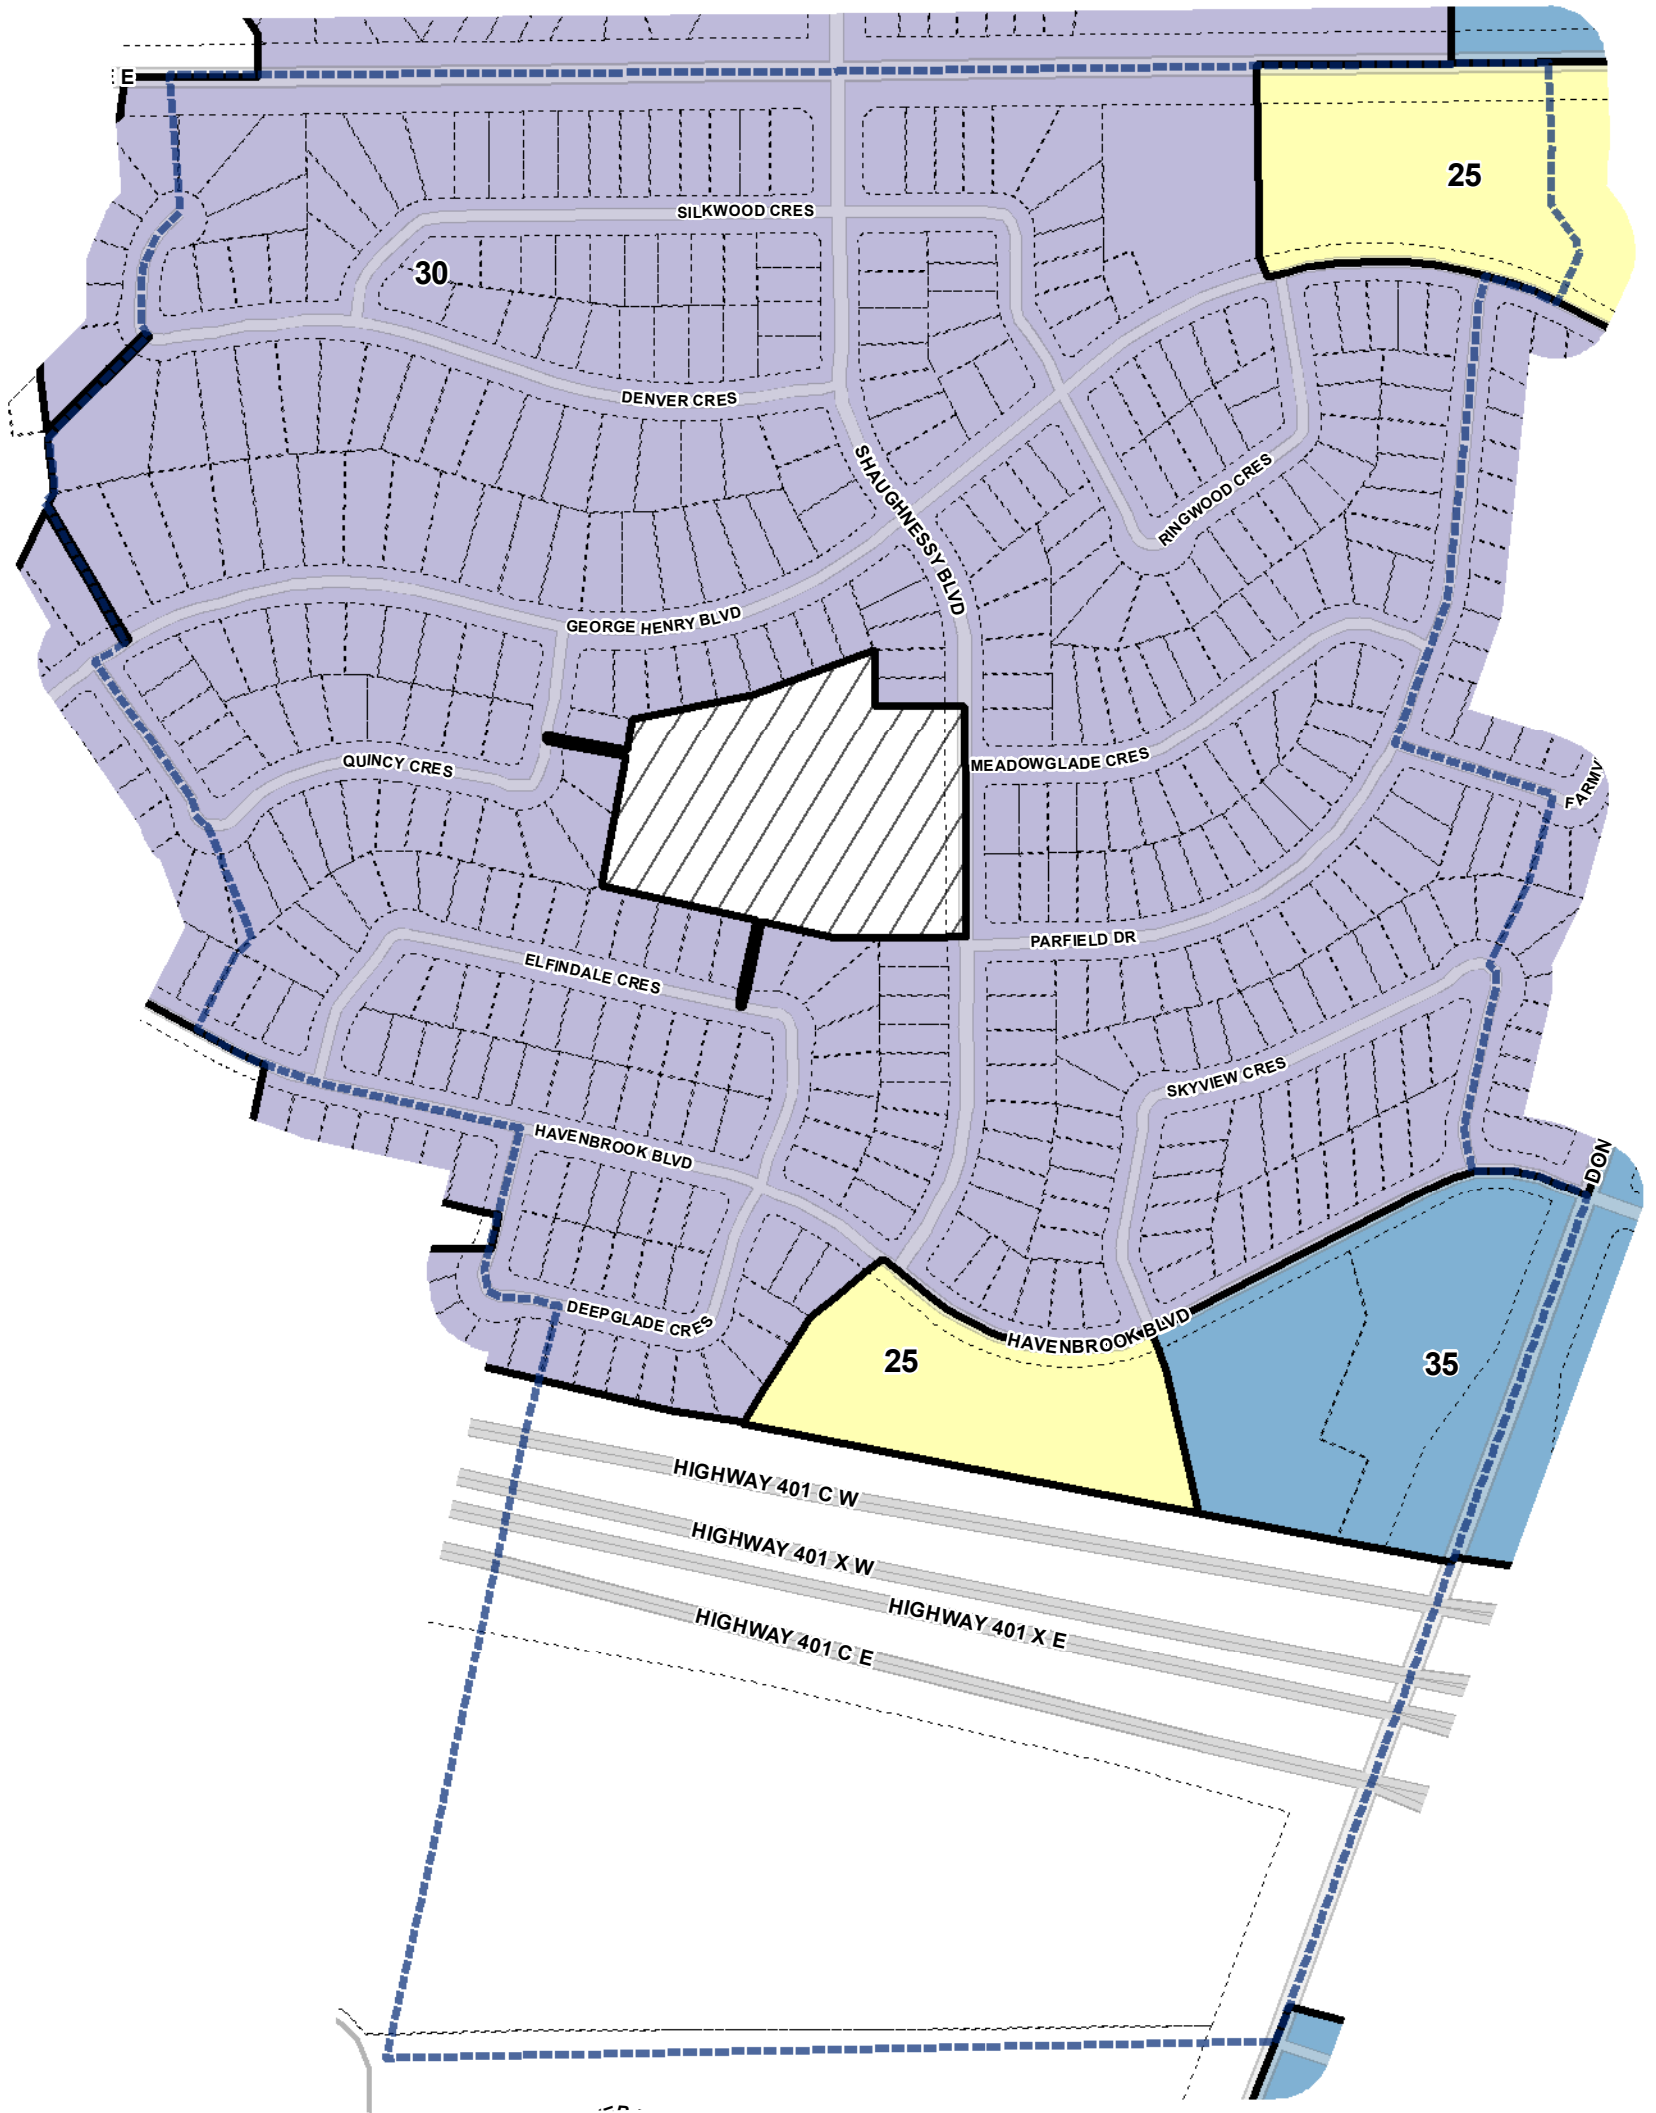 E
25
SILKWOOD CRES
30
DENVER CRES
SHAUGHNESSY BLVD
RINGWOOD CRES
GEORGE HENRY BLVD
QUINCY CRES
MEADOWGLADE CRES
FARMV
PARFIELD DR
ELFINDALE CRES
SKYVIEW CRES
HAVENBROOK BLVD
DON
DEEPGLADE CRES
HAVENBROOK BLVD
25
35
HIGHWAY 401 C W
HIGHWAY 401 X W
HIGHWAY 401 X E
HIGHWAY 401 C E